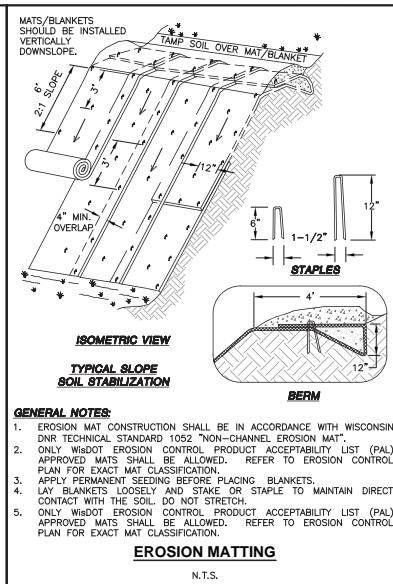 MATS/BLANKETS
SHOULD BE INSTALLED
VERTICALLY
DOWNSLOPE.
TAMP SOIL OVER MAT/BLANKET
6'
2:1 SLOPE
3'
3'
12"
4" MIN.
OVERLAP
6"
1-1/2"
12"
STAPLES
ISOMETRIC VIEW
TYPICAL SLOPE
SOIL STABILIZATION
4'
12"
BERM
GENERAL NOTES:
1. EROSION MAT CONSTRUCTION SHALL BE IN ACCORDANCE WITH WISCONSIN
DNR TECHNICAL STANDARD 1052 "NON-CHANNEL EROSION MAT".
2. ONLY WisDOT EROSION CONTROL PRODUCT ACCEPTABILITY LIST (PAL)
APPROVED MATS SHALL BE ALLOWED. REFER TO EROSION CONTROL
PLAN FOR EXACT MAT CLASSIFICATION.
3. APPLY PERMANENT SEEDING BEFORE PLACING BLANKETS.
4. LAY BLANKETS LOOSELY AND STAKE OR STAPLE TO MAINTAIN DIRECT
CONTACT WITH THE SOIL. DO NOT STRETCH.
5. ONLY WisDOT EROSION CONTROL PRODUCT ACCEPTABILITY LIST (PAL)
APPROVED MATS SHALL BE ALLOWED. REFER TO EROSION CONTROL
PLAN FOR EXACT MAT CLASSIFICATION.
EROSION MATTING
N.T.S.